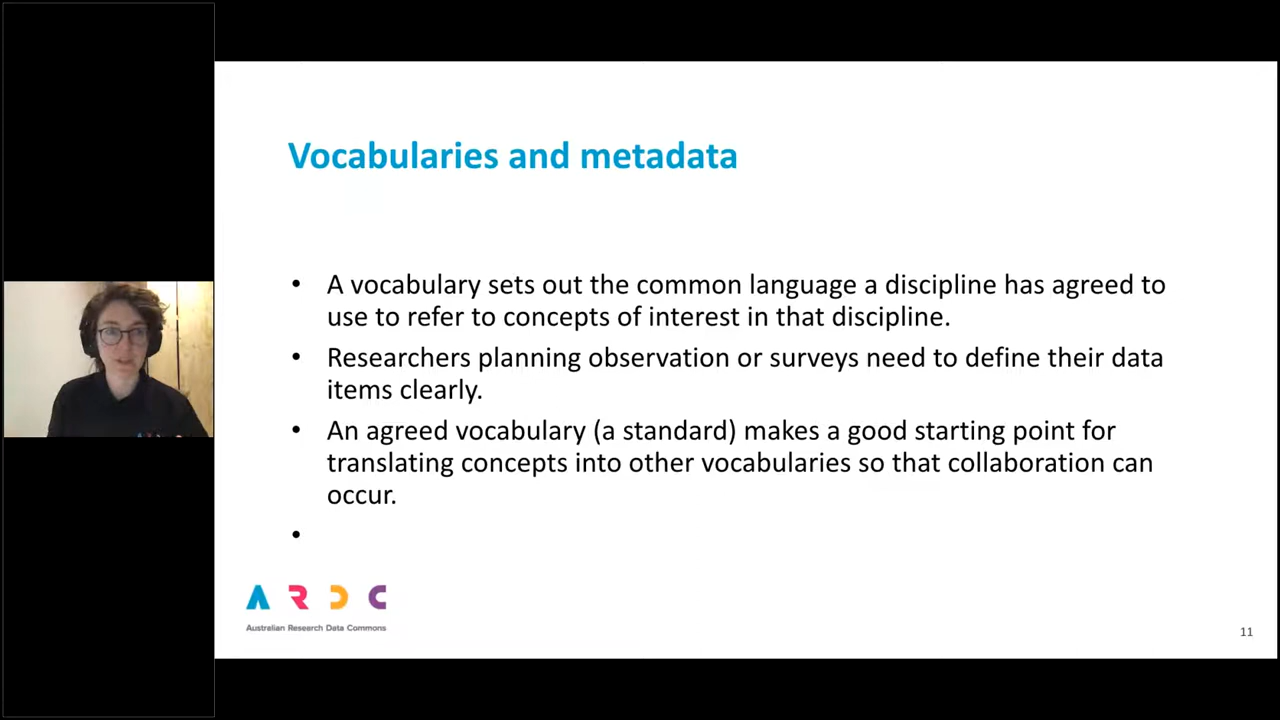 Vocabularies and metadata
• A vocabulary sets out the common language a discipline has agreed to
use to refer to concepts of interest in that discipline.
• Researchers planning observation or surveys need to define their data
items clearly.
• An agreed vocabulary (a standard) makes a good starting point for
translating concepts into other vocabularies so that collaboration can
occur.
•
ARDC
Australian Research Data Commons
11